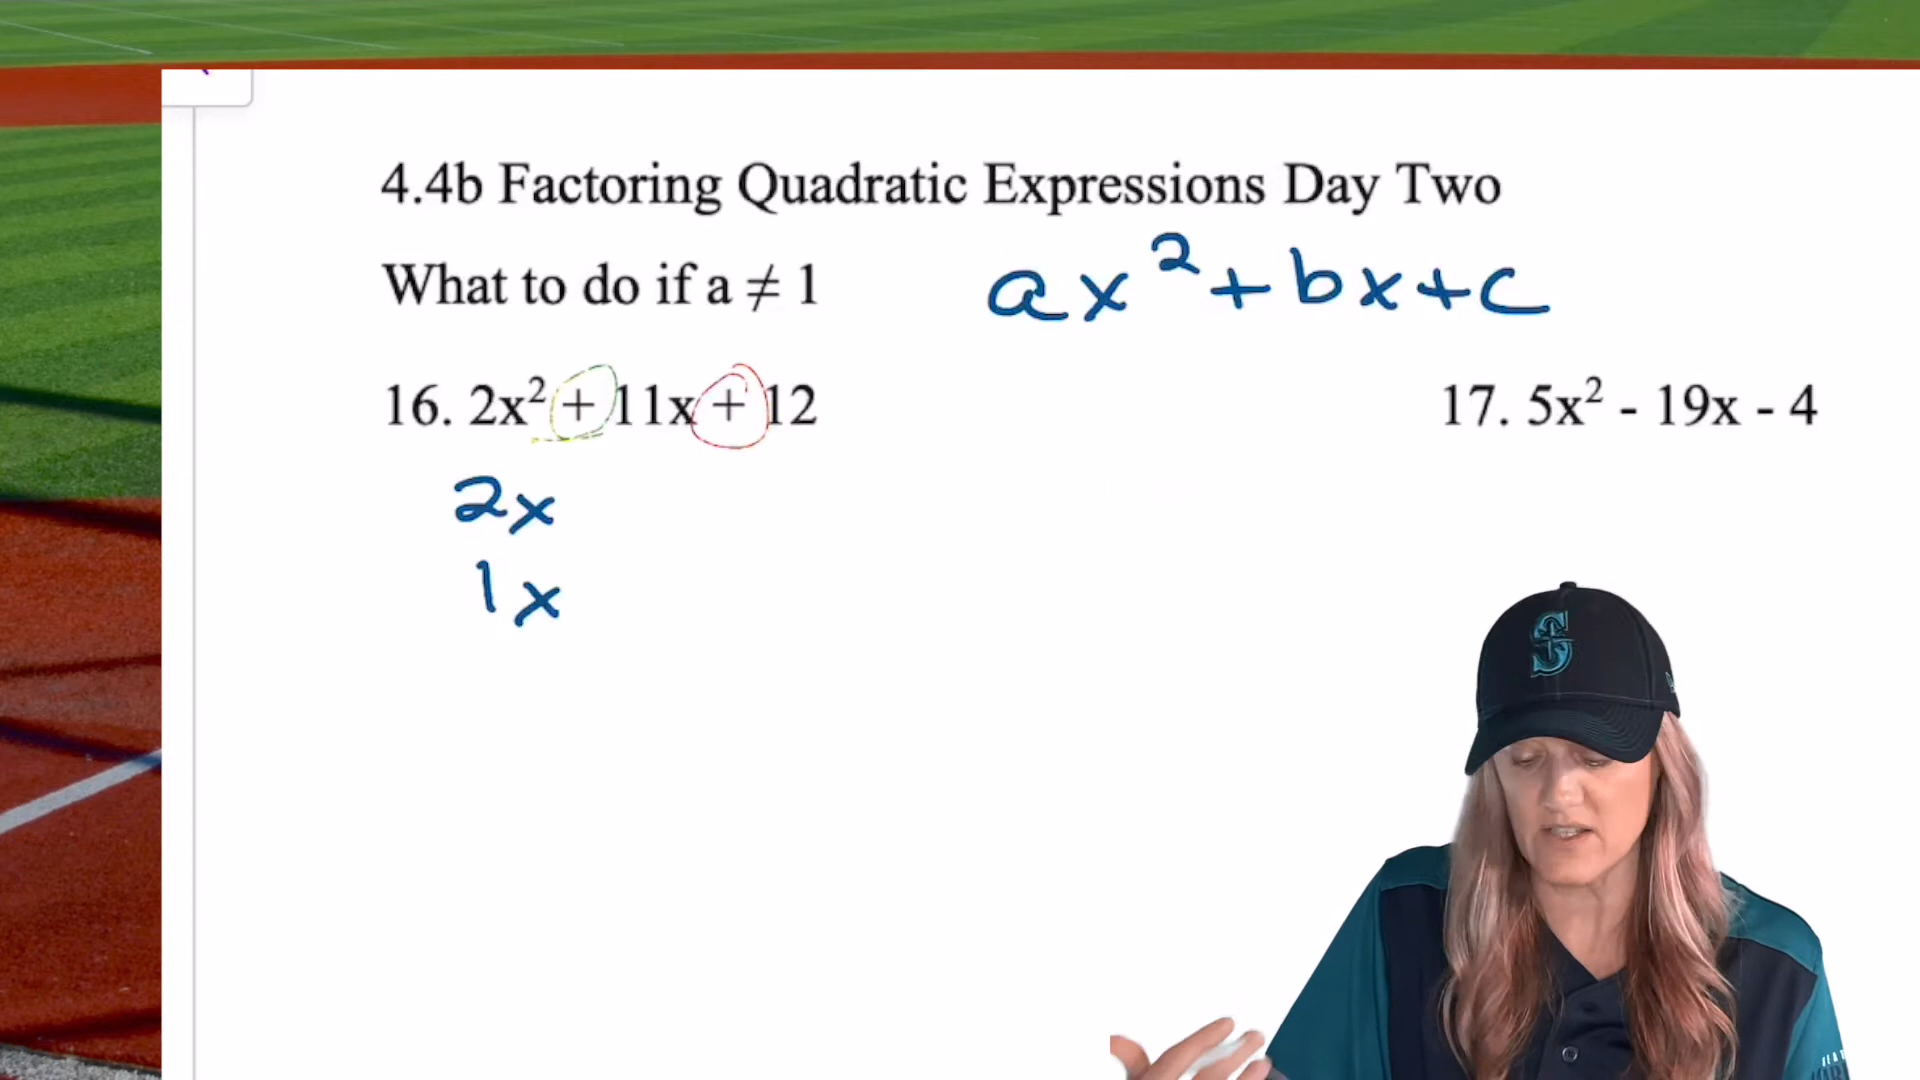 4.4b Factoring Quadratic Expressions Day Two
What to do if a ≠ 1
ax² + bx + c
16. 2x² + 11x + 12
17. 5x² - 19x - 4
2x
1x
S